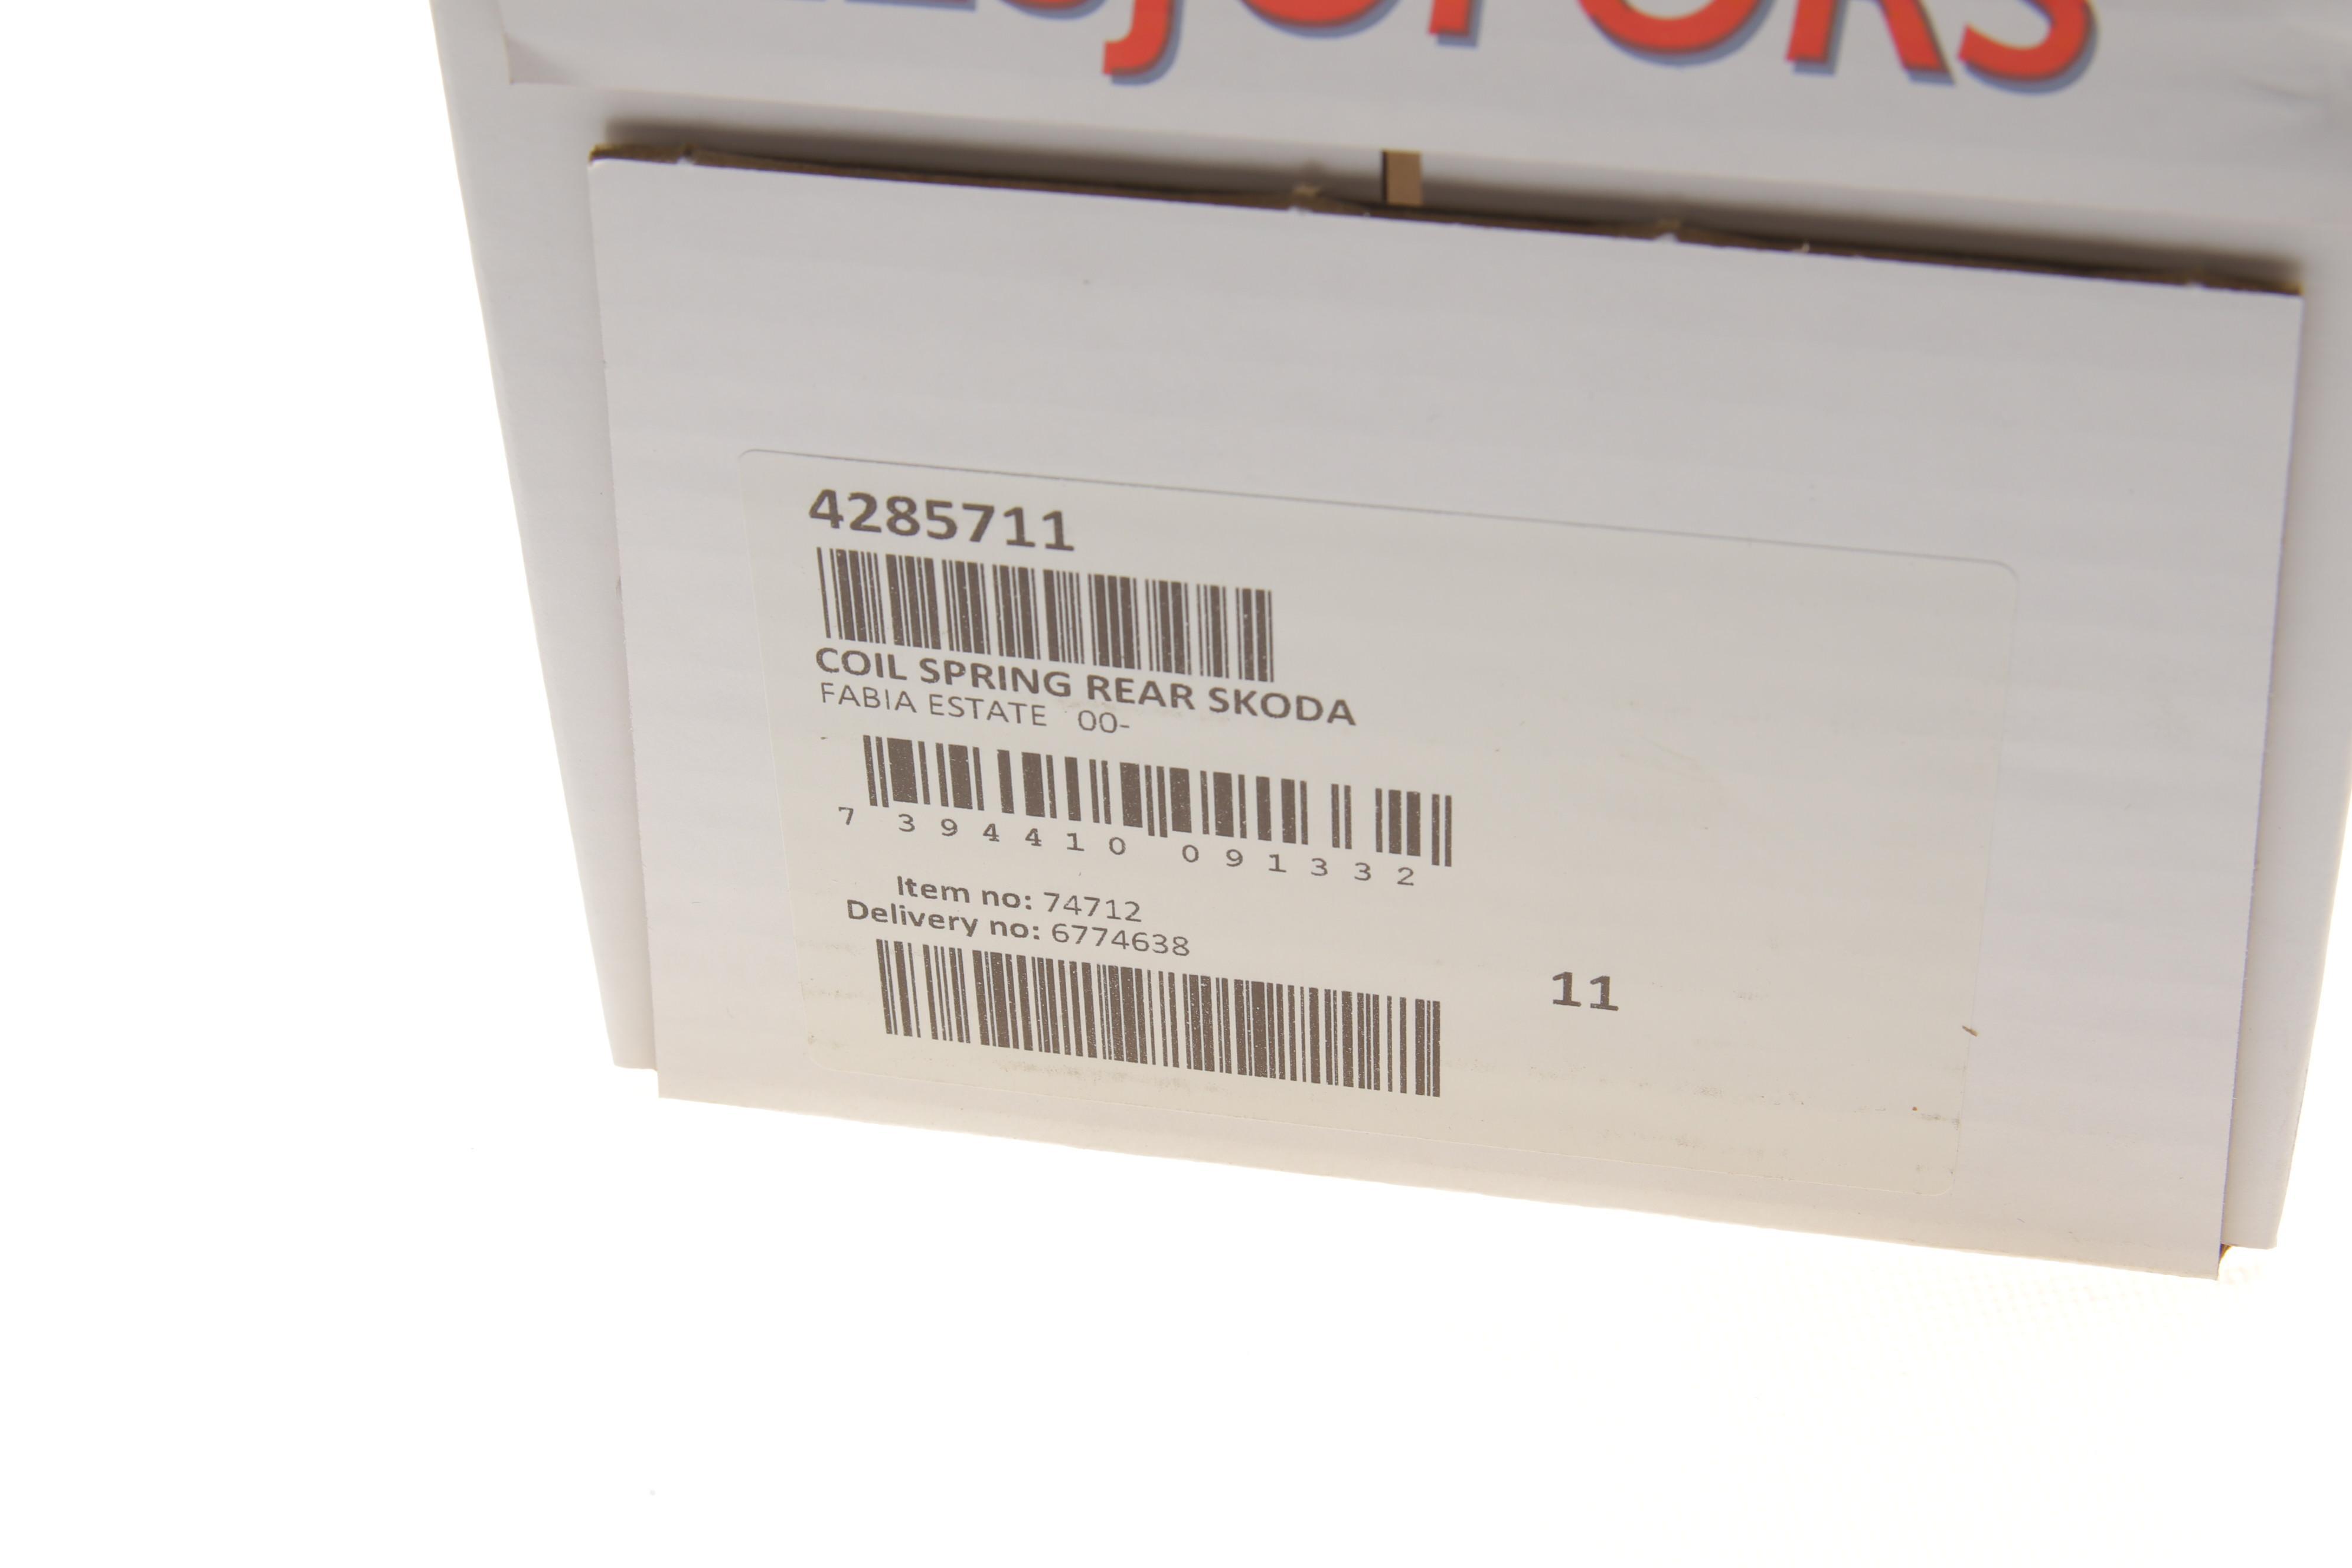 4285711
COIL SPRING REAR SKODA
FABIA ESTATE 00-
7 394410 091332
Item no: 74712
Delivery no: 6774638
11